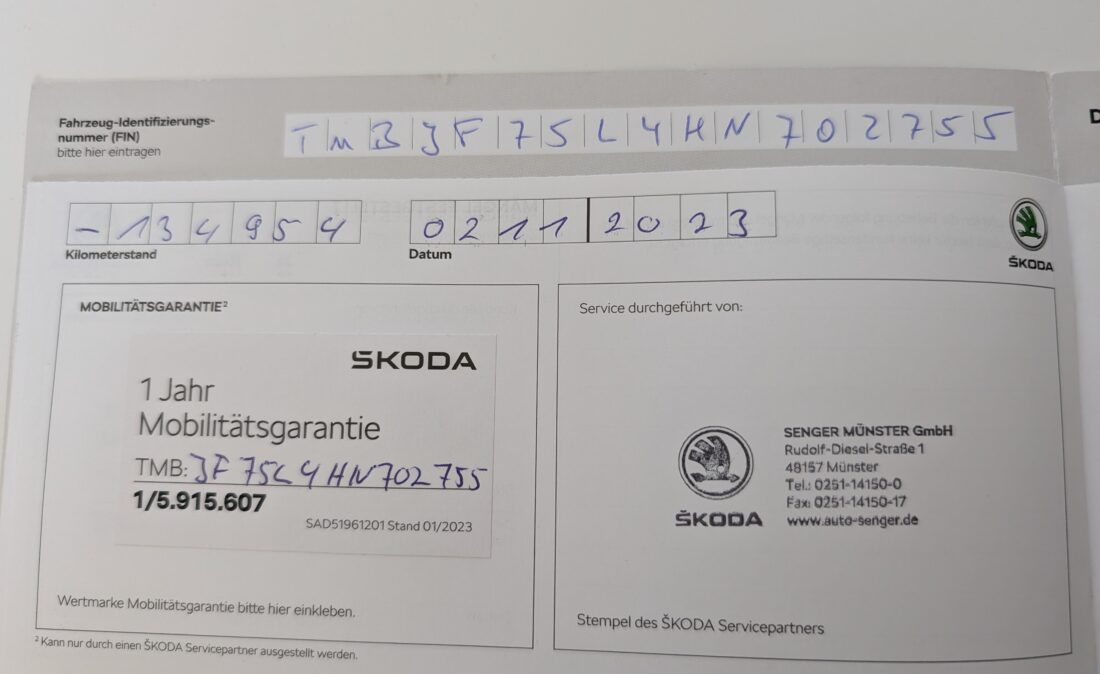 Fahrzeug-Identifizierungs-
nummer (FIN)
bitte hier eintragen
TMBJF75L4HN702755
D
- 134954
Kilometerstand
0211 2023
Datum
ŠKODA
MOBILITÄTSGARANTIE²
ŠKODA
1 Jahr
Mobilitätsgarantie
TMB: JF75L4HN702755
1/5.915.607
SAD51961201 Stand 01/2023
Wertmarke Mobilitätsgarantie bitte hier einkleben.
² Kann nur durch einen ŠKODA Servicepartner ausgestellt werden.
Service durchgeführt von:
ŠKODA
SENGER MÜNSTER GmbH
Rudolf-Diesel-Straße 1
48157 Münster
Tel.: 0251-14150-0
Fax: 0251-14150-17
www.auto-senger.de
Stempel des ŠKODA Servicepartners